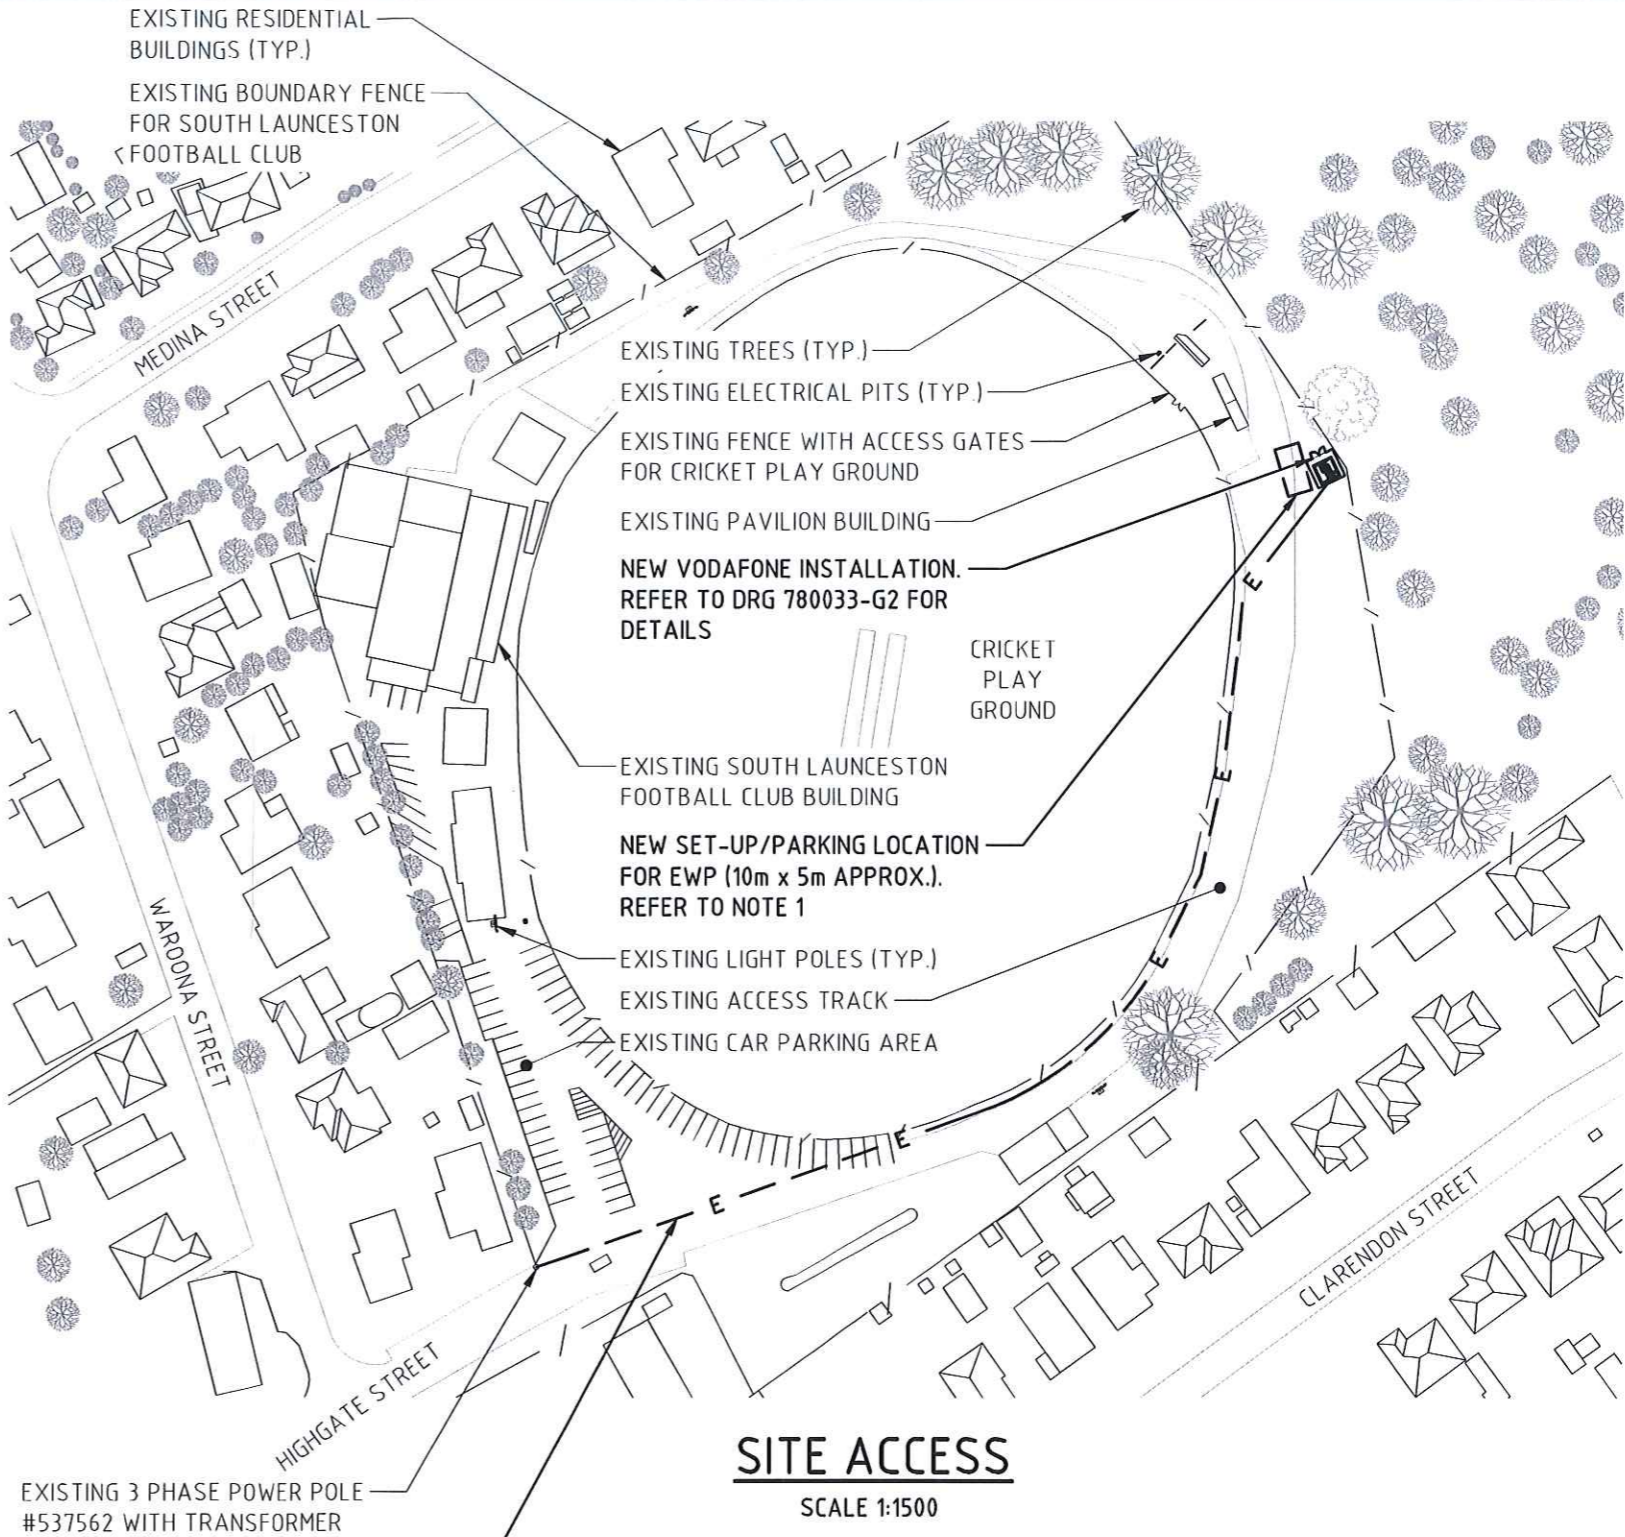 EXISTING RESIDENTIAL
BUILDINGS (TYP.)
EXISTING BOUNDARY FENCE
FOR SOUTH LAUNCESTON
FOOTBALL CLUB
MEDINA STREET
EXISTING TREES (TYP.)
EXISTING ELECTRICAL PITS (TYP.)
EXISTING FENCE WITH ACCESS GATES
FOR CRICKET PLAY GROUND
EXISTING PAVILION BUILDING
NEW VODAFONE INSTALLATION.
REFER TO DRG 780033-G2 FOR
DETAILS
E
CRICKET
PLAY
GROUND
EXISTING SOUTH LAUNCESTON
FOOTBALL CLUB BUILDING
E
NEW SET-UP/PARKING LOCATION
FOR EWP (10m x 5m APPROX.).
REFER TO NOTE 1
WAROONA STREET
EXISTING LIGHT POLES (TYP.)
E
EXISTING ACCESS TRACK
EXISTING CAR PARKING AREA
E
E
CLARENDON STREET
HIGHGATE STREET
SITE ACCESS
SCALE 1:1500
EXISTING 3 PHASE POWER POLE
#537562 WITH TRANSFORMER